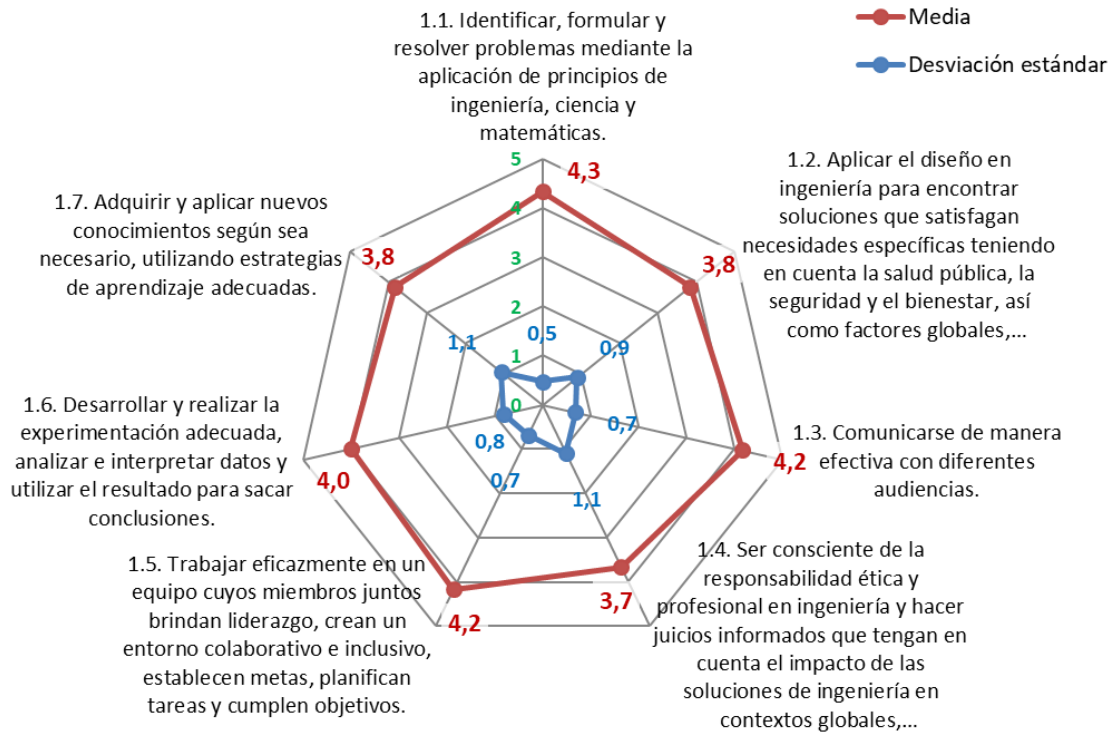 Media
Desviación estándar
1.1. Identificar, formular y
resolver problemas mediante la
aplicación de principios de
ingeniería, ciencia y
matemáticas.
1.2. Aplicar el diseño en
ingeniería para encontrar
soluciones que satisfagan
necesidades específicas teniendo
en cuenta la salud pública, la
seguridad y el bienestar, así
como factores globales,...
1.3. Comunicarse de manera
efectiva con diferentes
audiencias.
1.4. Ser consciente de la
responsabilidad ética y
profesional en ingeniería y hacer
juicios informados que tengan en
cuenta el impacto de las
soluciones de ingeniería en
contextos globales,...
1.5. Trabajar eficazmente en un
equipo cuyos miembros juntos
brindan liderazgo, crean un
entorno colaborativo e inclusivo,
establecen metas, planifican
tareas y cumplen objetivos.
1.6. Desarrollar y realizar la
experimentación adecuada,
analizar e interpretar datos y
utilizar el resultado para sacar
conclusiones.
1.7. Adquirir y aplicar nuevos
conocimientos según sea
necesario, utilizando estrategias
de aprendizaje adecuadas.
5
4
3
2
1
0
4,3
3,8
4,2
3,7
4,2
4,0
3,8
0,5
0,9
0,7
1,1
0,7
0,8
1,1